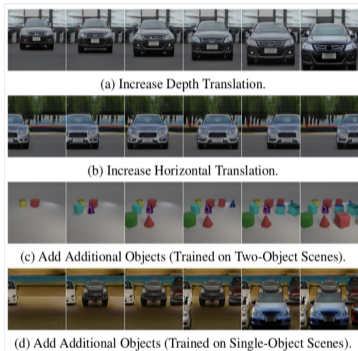 (a) Increase Depth Translation.
(b) Increase Horizontal Translation.
(c) Add Additional Objects (Trained on Two-Object Scenes).
(d) Add Additional Objects (Trained on Single-Object Scenes).